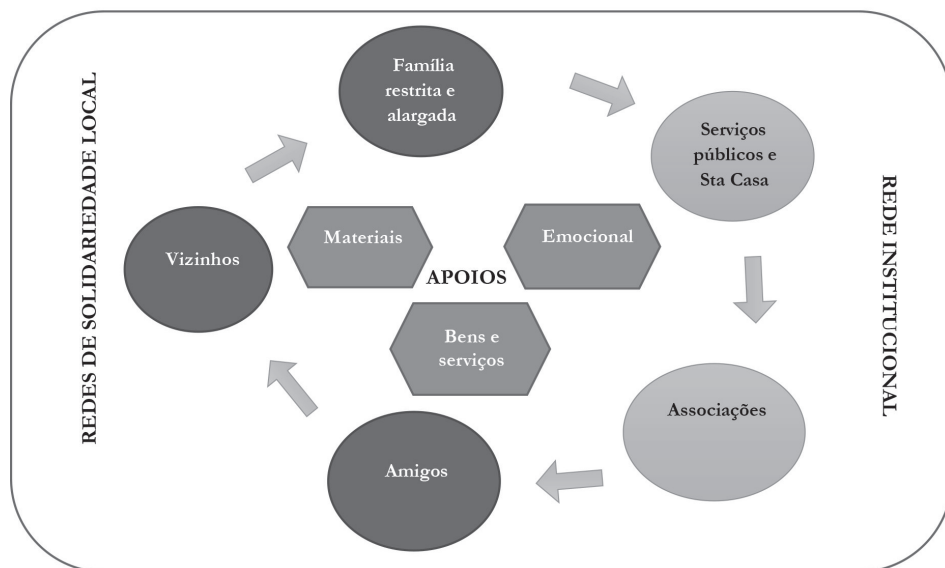 REDES DE SOLIDARIEDADE LOCAL
Família
restrita e
alargada
Serviços
públicos e
Sta Casa
Vizinhos
Materiais
Emocional
APOIOS
Bens e
serviços
Associações
Amigos
REDE INSTITUCIONAL